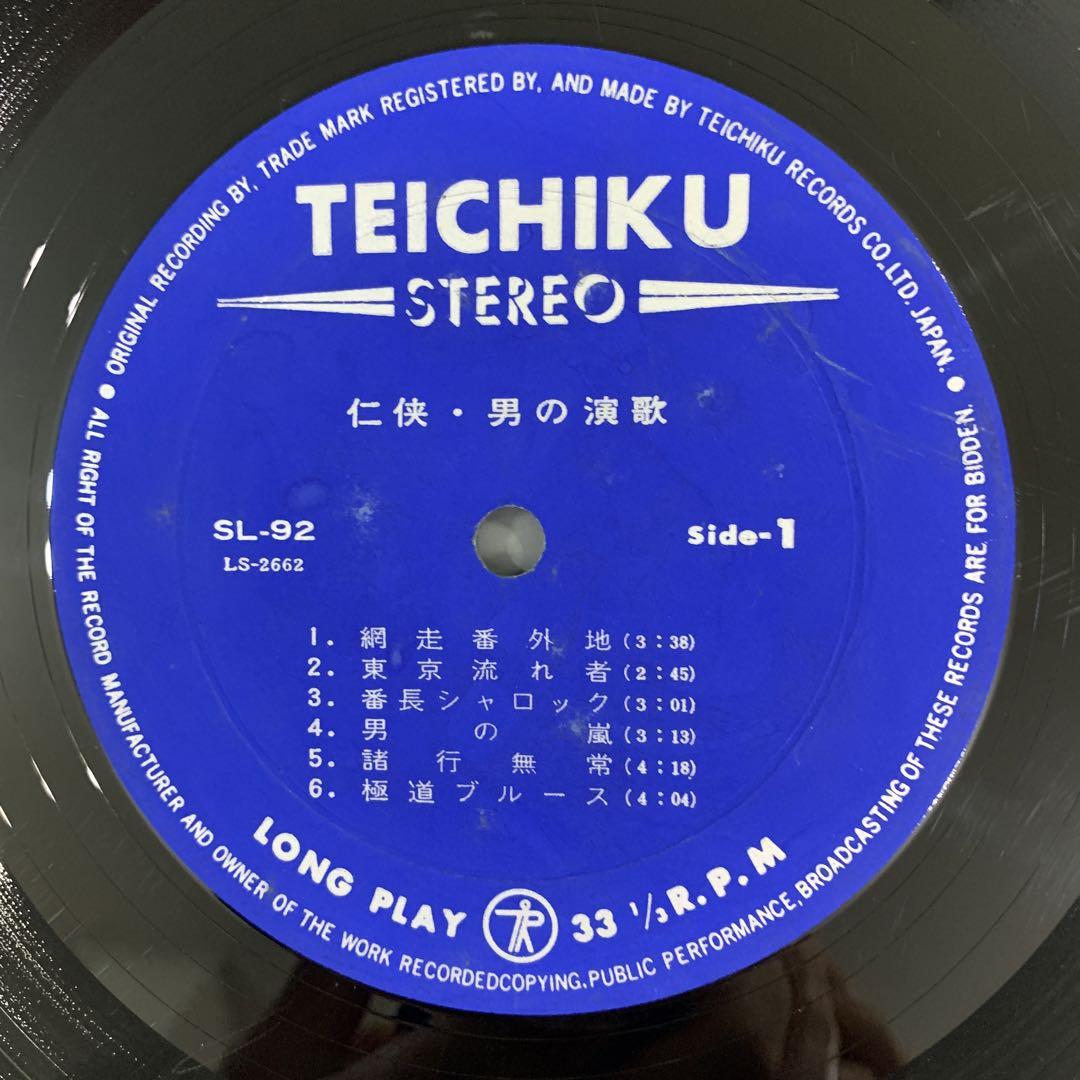 ORIGINAL RECORDING BY, TRADE MARK REGISTERED BY, AND MADE BY TEICHIKU RECORDS CO.,LTD. JAPAN.
TEICHIKU
STEREO
仁侠・男の演歌
SL-92
LS-2662
Side-1
1. 網走番外地(3:38)
2. 東京流れ者(2:45)
3. 番長シャロック(3:01)
4. 男の嵐(3:13)
5. 諸行無常(4:18)
6. 極道ブルース(4:04)
LONG PLAY 33 1/3 R.P.M
ALL RIGHT OF THE RECORD MANUFACTURER AND OWNER OF THE WORK RECORDEDCOPYING, PUBLIC PERFORMANCE, BROADCASTING OF THESE RECORDS ARE FOR BIDDEN.